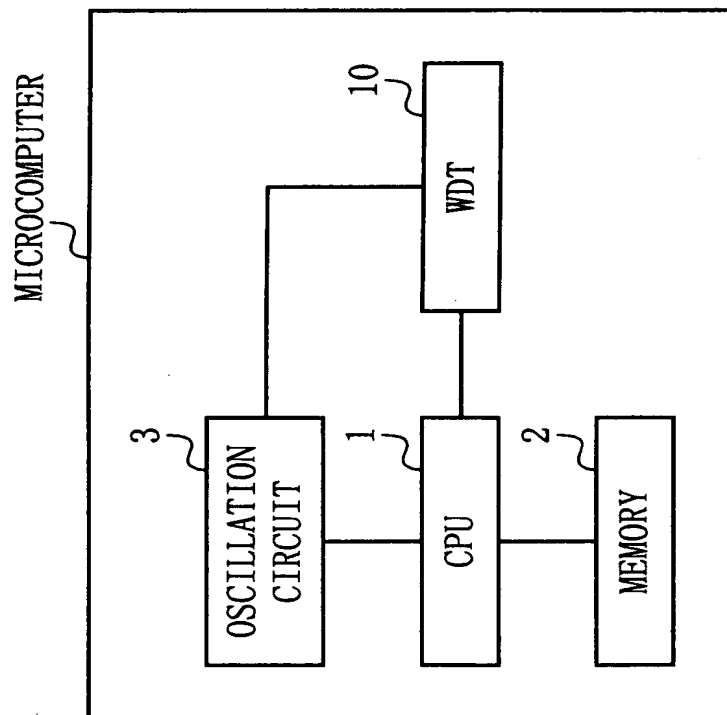 MICROCOMPUTER
3
OSCILLATION
CIRCUIT
10
WDT
1
CPU
2
MEMORY